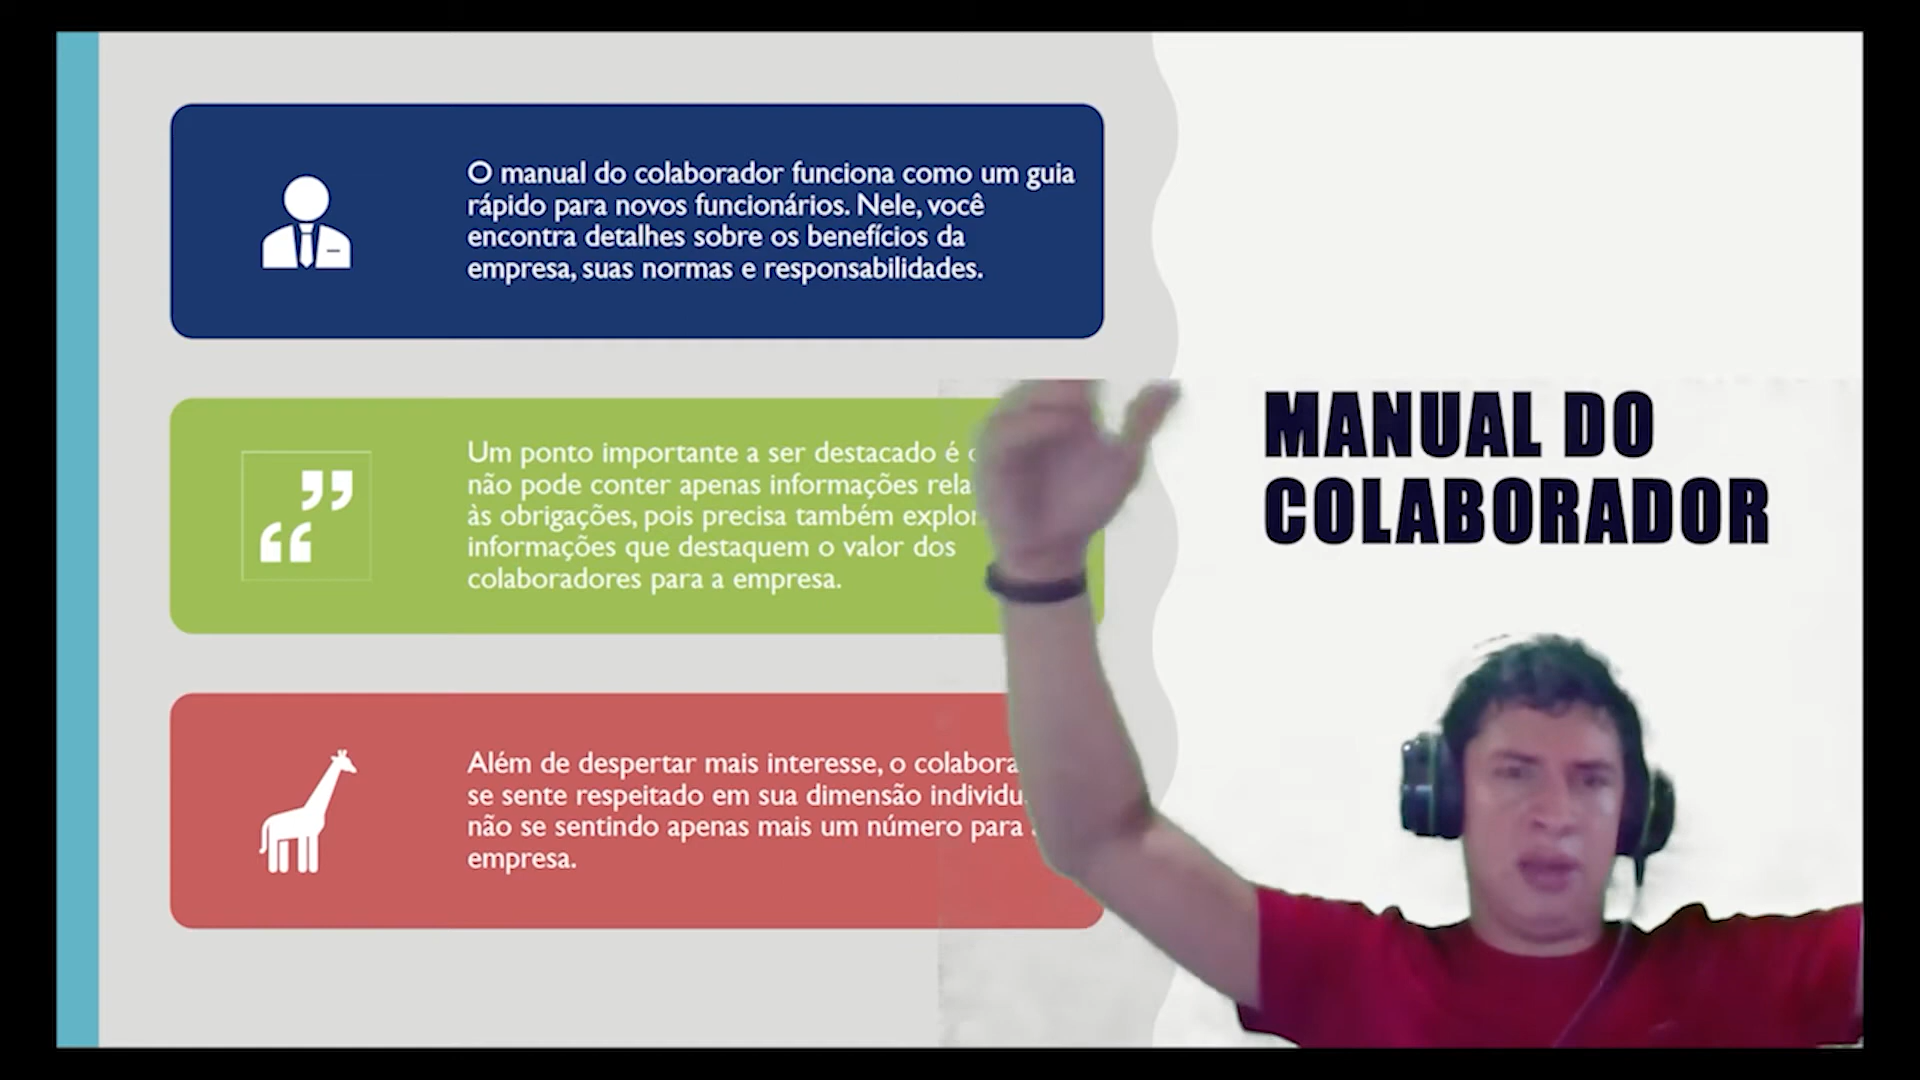 O manual do colaborador funciona como um guia
rápido para novos funcionários. Nele, você
encontra detalhes sobre os benefícios da
empresa, suas normas e responsabilidades.
Um ponto importante a ser destacado é
não pode conter apenas informações
às obrigações, pois precisa também
informações que destaquem o valor dos
colaboradores para a empresa.
Além de despertar mais interesse, o
se sente respeitado em sua dimensão
não se sentindo apenas mais um número para
empresa.
MANUAL DO
COLABORADOR